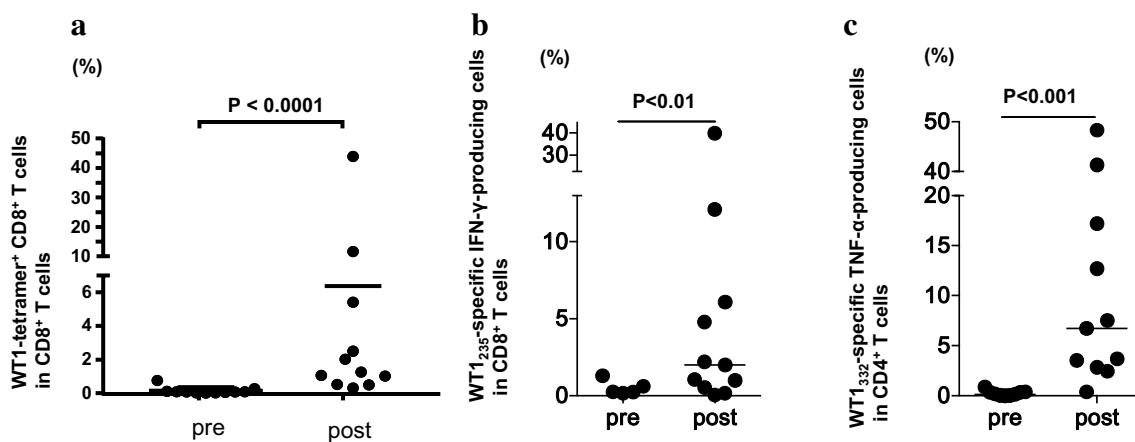 a
(%)
P < 0.0001
WT1-tetramer⁺ CD8⁺ T cells
in CD8⁺ T cells
50
40
30
20
10
6
4
2
0
pre
post
b
(%)
P<0.01
WT1₂₃₅-specific IFN-γ-producing cells
in CD8⁺ T cells
40
30
10
5
0
pre
post
c
(%)
P<0.001
WT1₃₃₂-specific TNF-α-producing cells
in CD4⁺ T cells
50
40
20
15
10
5
0
pre
post